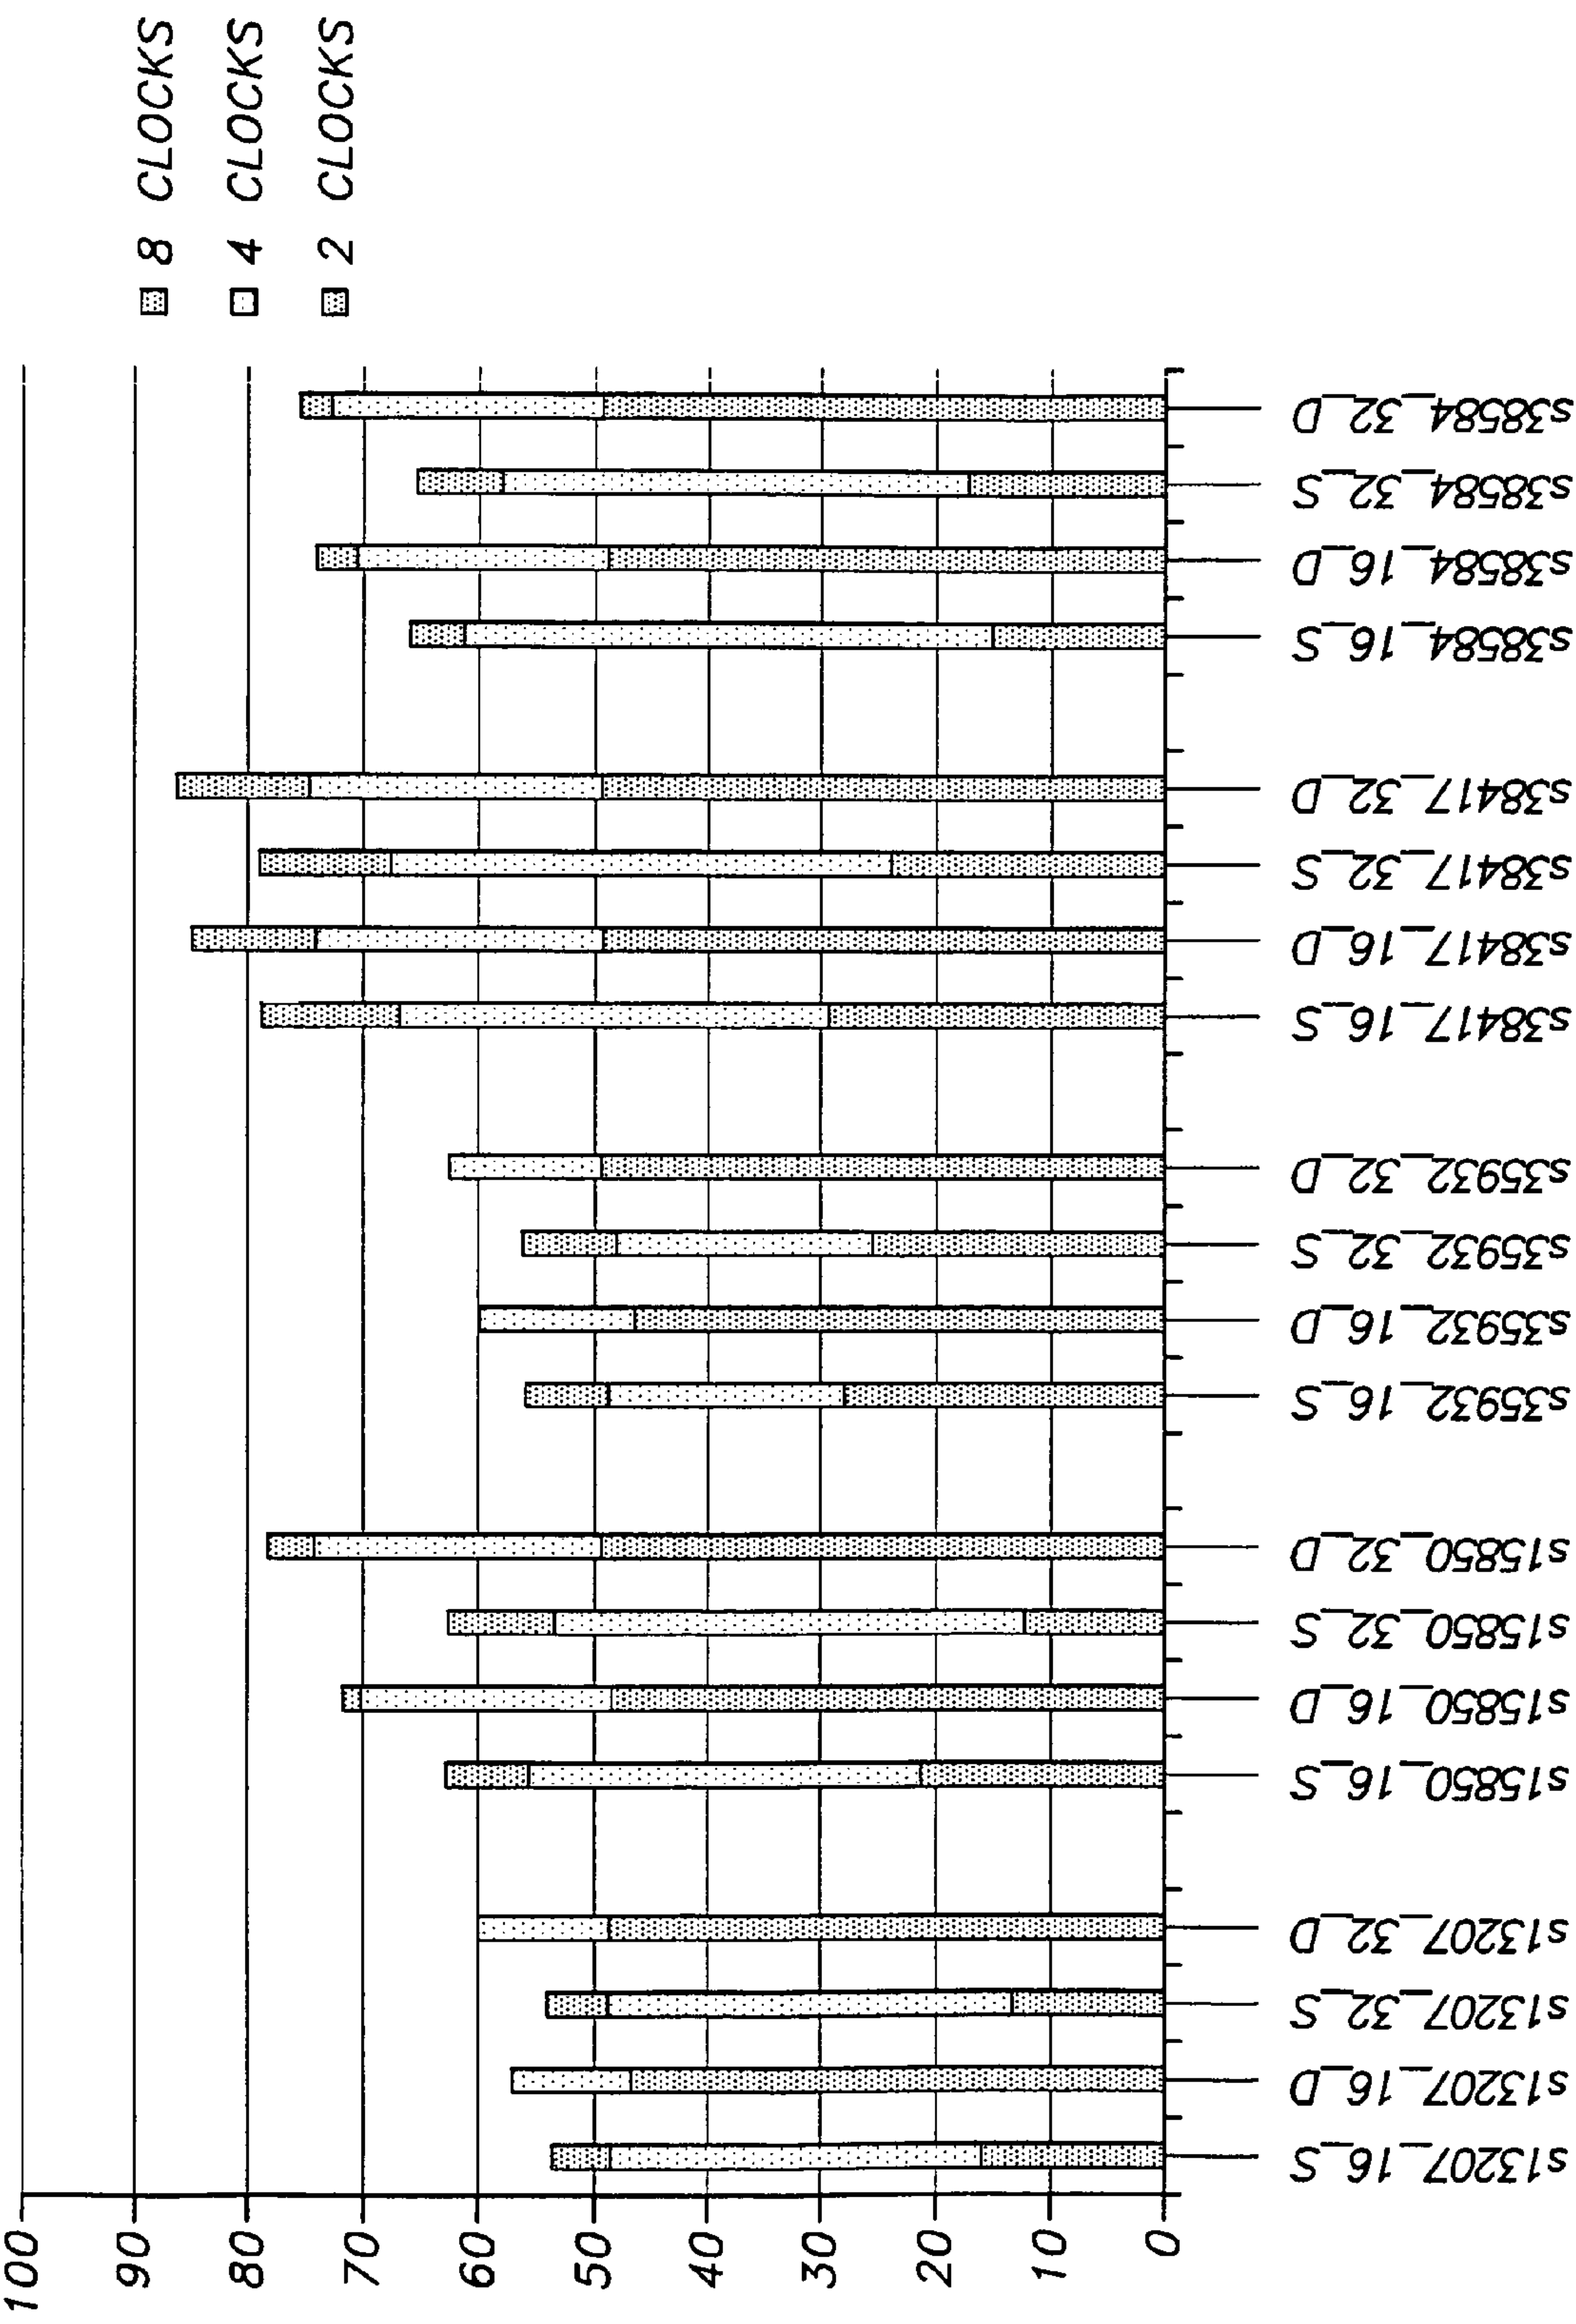 8 CLOCKS
4 CLOCKS
2 CLOCKS
100
90
80
70
60
50
40
30
20
10
0
s13207_16_S
s13207_16_D
s13207_32_S
s13207_32_D
s15850_16_S
s15850_16_D
s15850_32_S
s15850_32_D
s35932_16_S
s35932_16_D
s35932_32_S
s35932_32_D
s38417_16_S
s38417_16_D
s38417_32_S
s38417_32_D
s38584_16_S
s38584_16_D
s38584_32_S
s38584_32_D